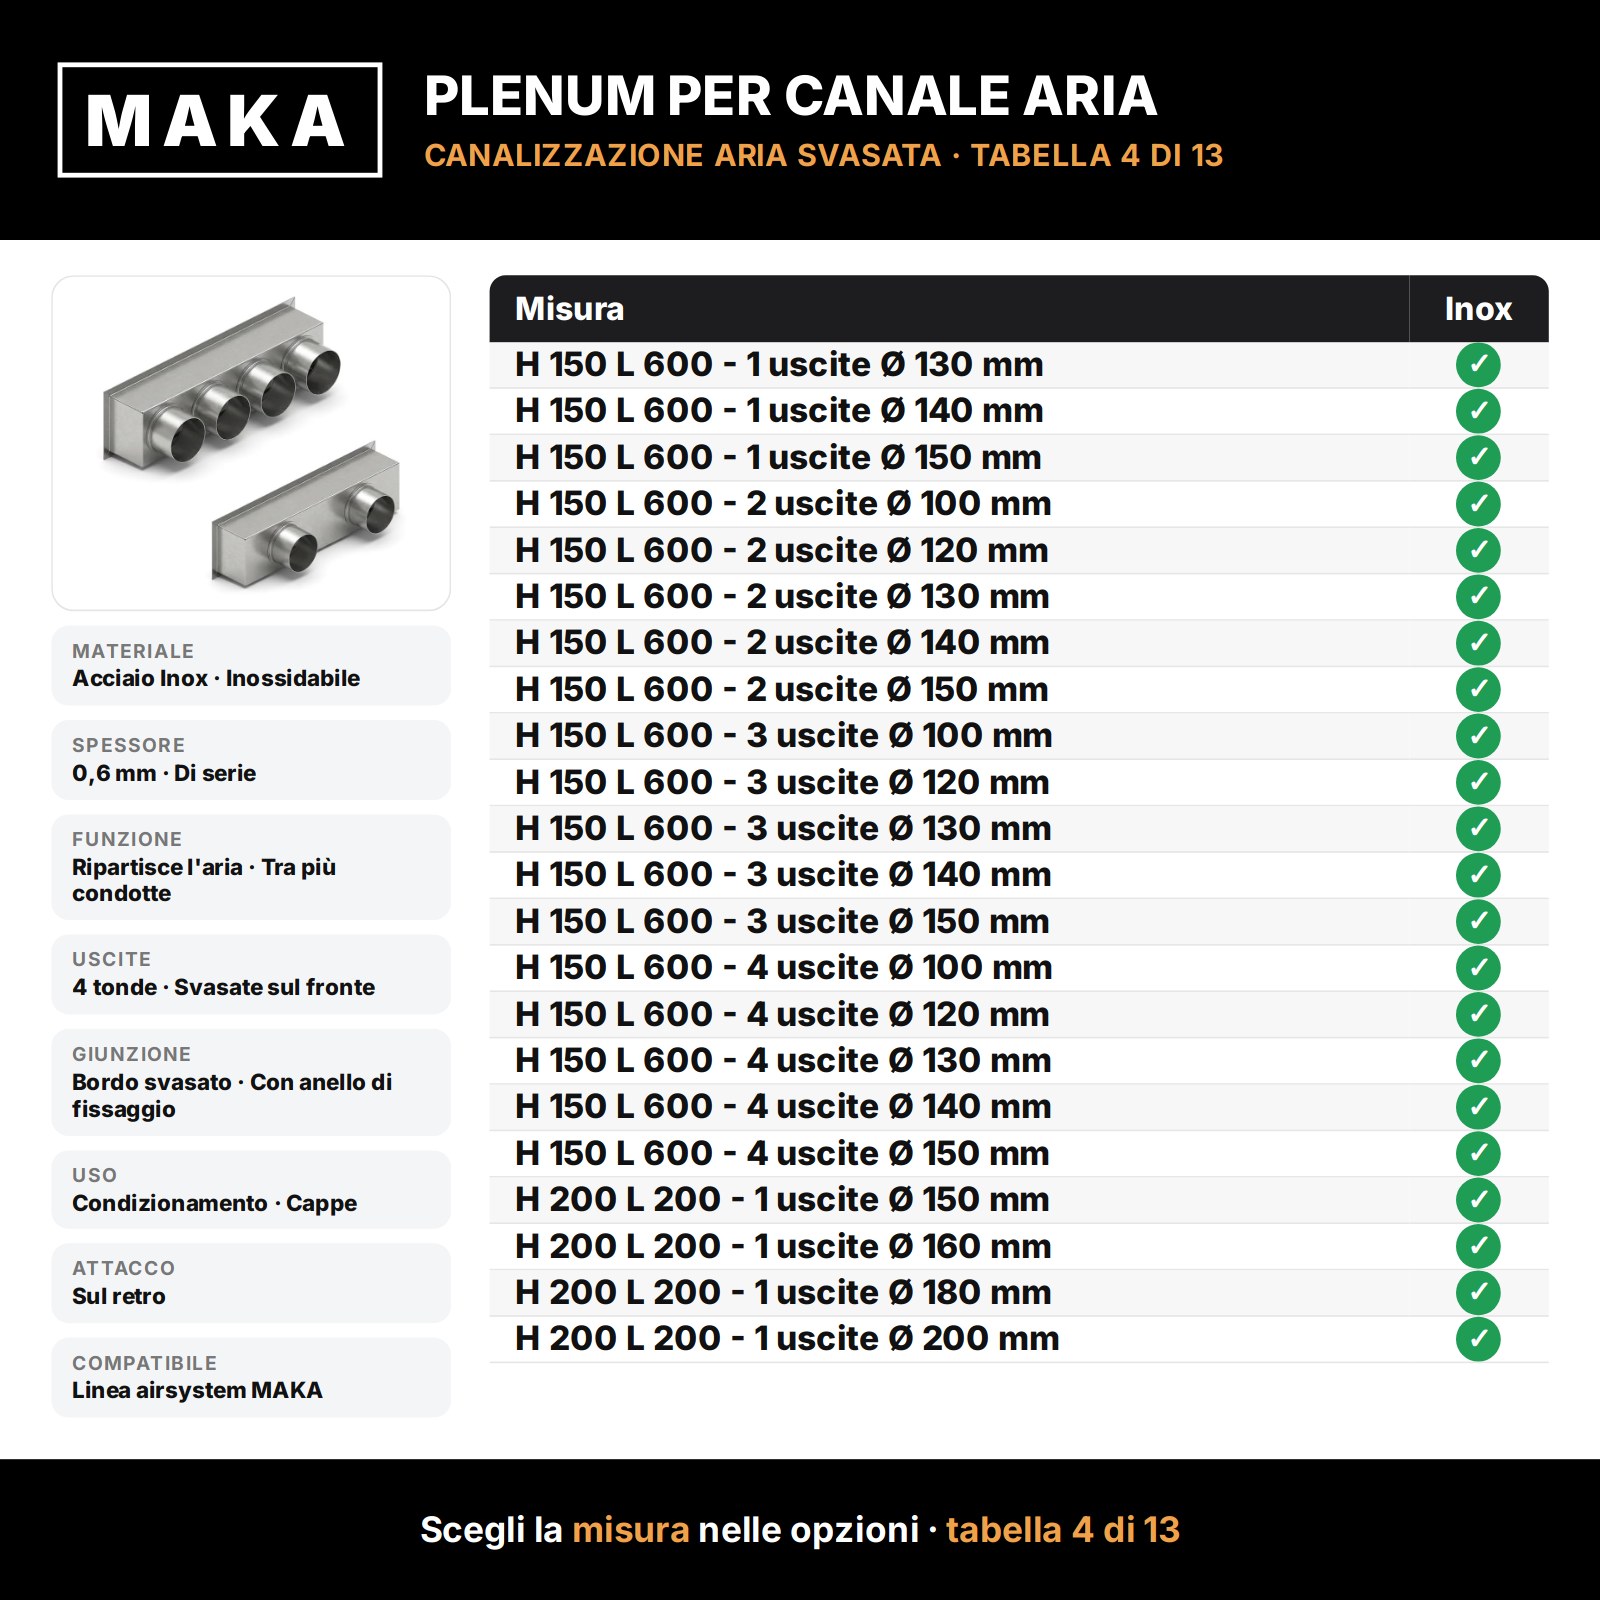 MAKA
PLENUM PER CANALE ARIA
CANALIZZAZIONE ARIA SVASATA · TABELLA 4 DI 13
MATERIALE
Acciaio Inox · Inossidabile
SPESSORE
0,6 mm · Di serie
FUNZIONE
Ripartisce l'aria · Tra più
condotte
USCITE
4 tonde · Svasate sul fronte
GIUNZIONE
Bordo svasato · Con anello di
fissaggio
USO
Condizionamento · Cappe
ATTACCO
Sul retro
COMPATIBILE
Linea airsystem MAKA
Misura Inox
H 150 L 600 - 1 uscite Ø 130 mm ✓
H 150 L 600 - 1 uscite Ø 140 mm ✓
H 150 L 600 - 1 uscite Ø 150 mm ✓
H 150 L 600 - 2 uscite Ø 100 mm ✓
H 150 L 600 - 2 uscite Ø 120 mm ✓
H 150 L 600 - 2 uscite Ø 130 mm ✓
H 150 L 600 - 2 uscite Ø 140 mm ✓
H 150 L 600 - 2 uscite Ø 150 mm ✓
H 150 L 600 - 3 uscite Ø 100 mm ✓
H 150 L 600 - 3 uscite Ø 120 mm ✓
H 150 L 600 - 3 uscite Ø 130 mm ✓
H 150 L 600 - 3 uscite Ø 140 mm ✓
H 150 L 600 - 3 uscite Ø 150 mm ✓
H 150 L 600 - 4 uscite Ø 100 mm ✓
H 150 L 600 - 4 uscite Ø 120 mm ✓
H 150 L 600 - 4 uscite Ø 130 mm ✓
H 150 L 600 - 4 uscite Ø 140 mm ✓
H 150 L 600 - 4 uscite Ø 150 mm ✓
H 200 L 200 - 1 uscite Ø 150 mm ✓
H 200 L 200 - 1 uscite Ø 160 mm ✓
H 200 L 200 - 1 uscite Ø 180 mm ✓
H 200 L 200 - 1 uscite Ø 200 mm ✓
Scegli la misura nelle opzioni · tabella 4 di 13